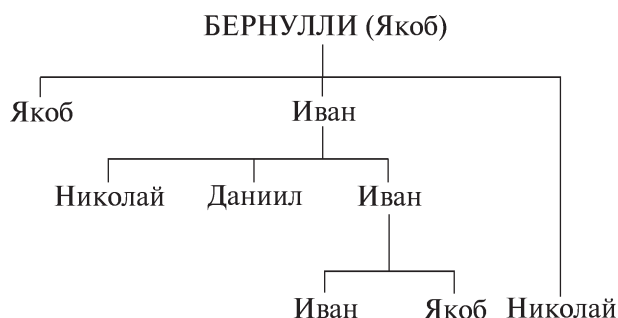 БЕРНУЛЛИ (Якоб)
Якоб Иван
Николай Даниил Иван
Иван Якоб Николай